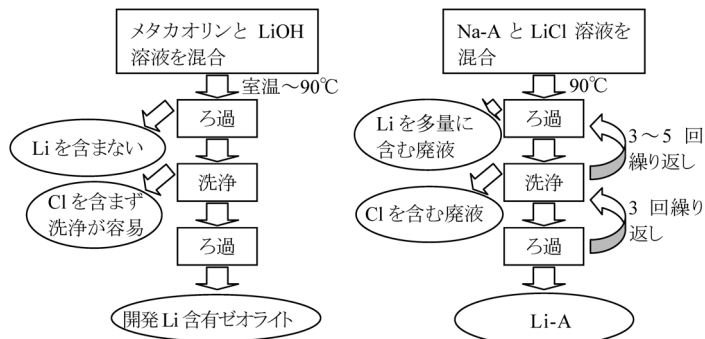 メタカオリンと LiOH
溶液を混合
室温～90℃
ろ過
Li を含まない
洗浄
Cl を含まず
洗浄が容易
ろ過
開発 Li 含有ゼオライト
Na-A と LiCl 溶液を
混合
90℃
ろ過
Li を多量に
含む廃液
3～5 回
繰り返し
洗浄
Cl を含む廃液
3 回繰り
返し
ろ過
Li-A